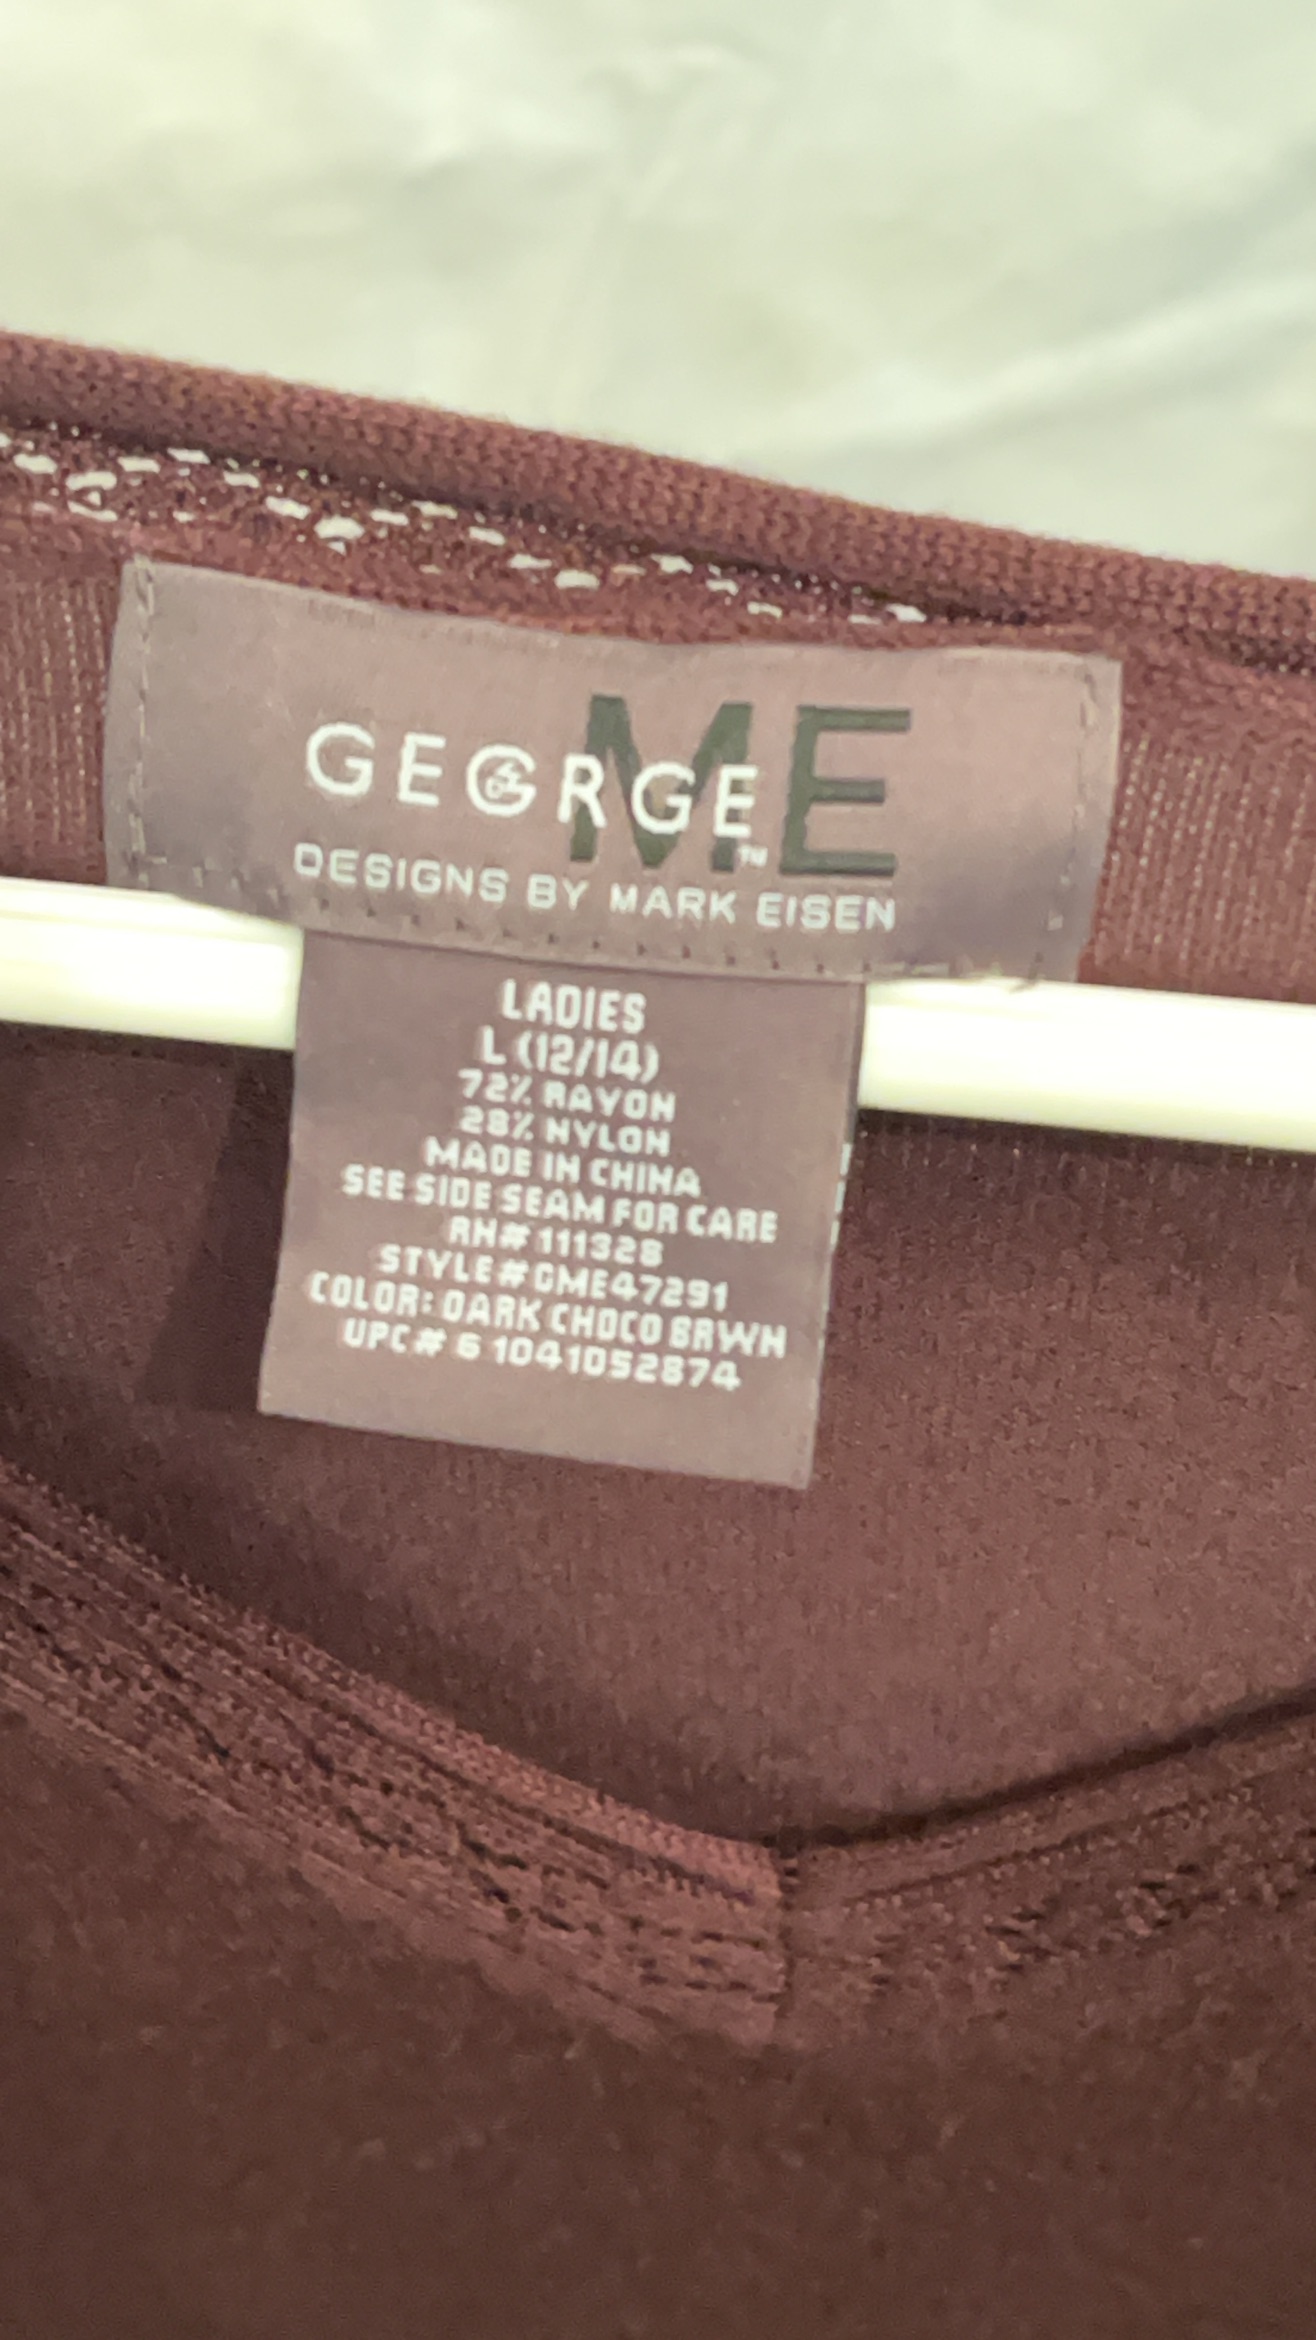 GEORGE ME™
DESIGNS BY MARK EISEN
LADIES
L (12/14)
72% RAYON
28% NYLON
MADE IN CHINA
SEE SIDE SEAM FOR CARE
RN# 111328
STYLE# GME47291
COLOR: DARK CHOCO BRWN
UPC# 6 1041052874